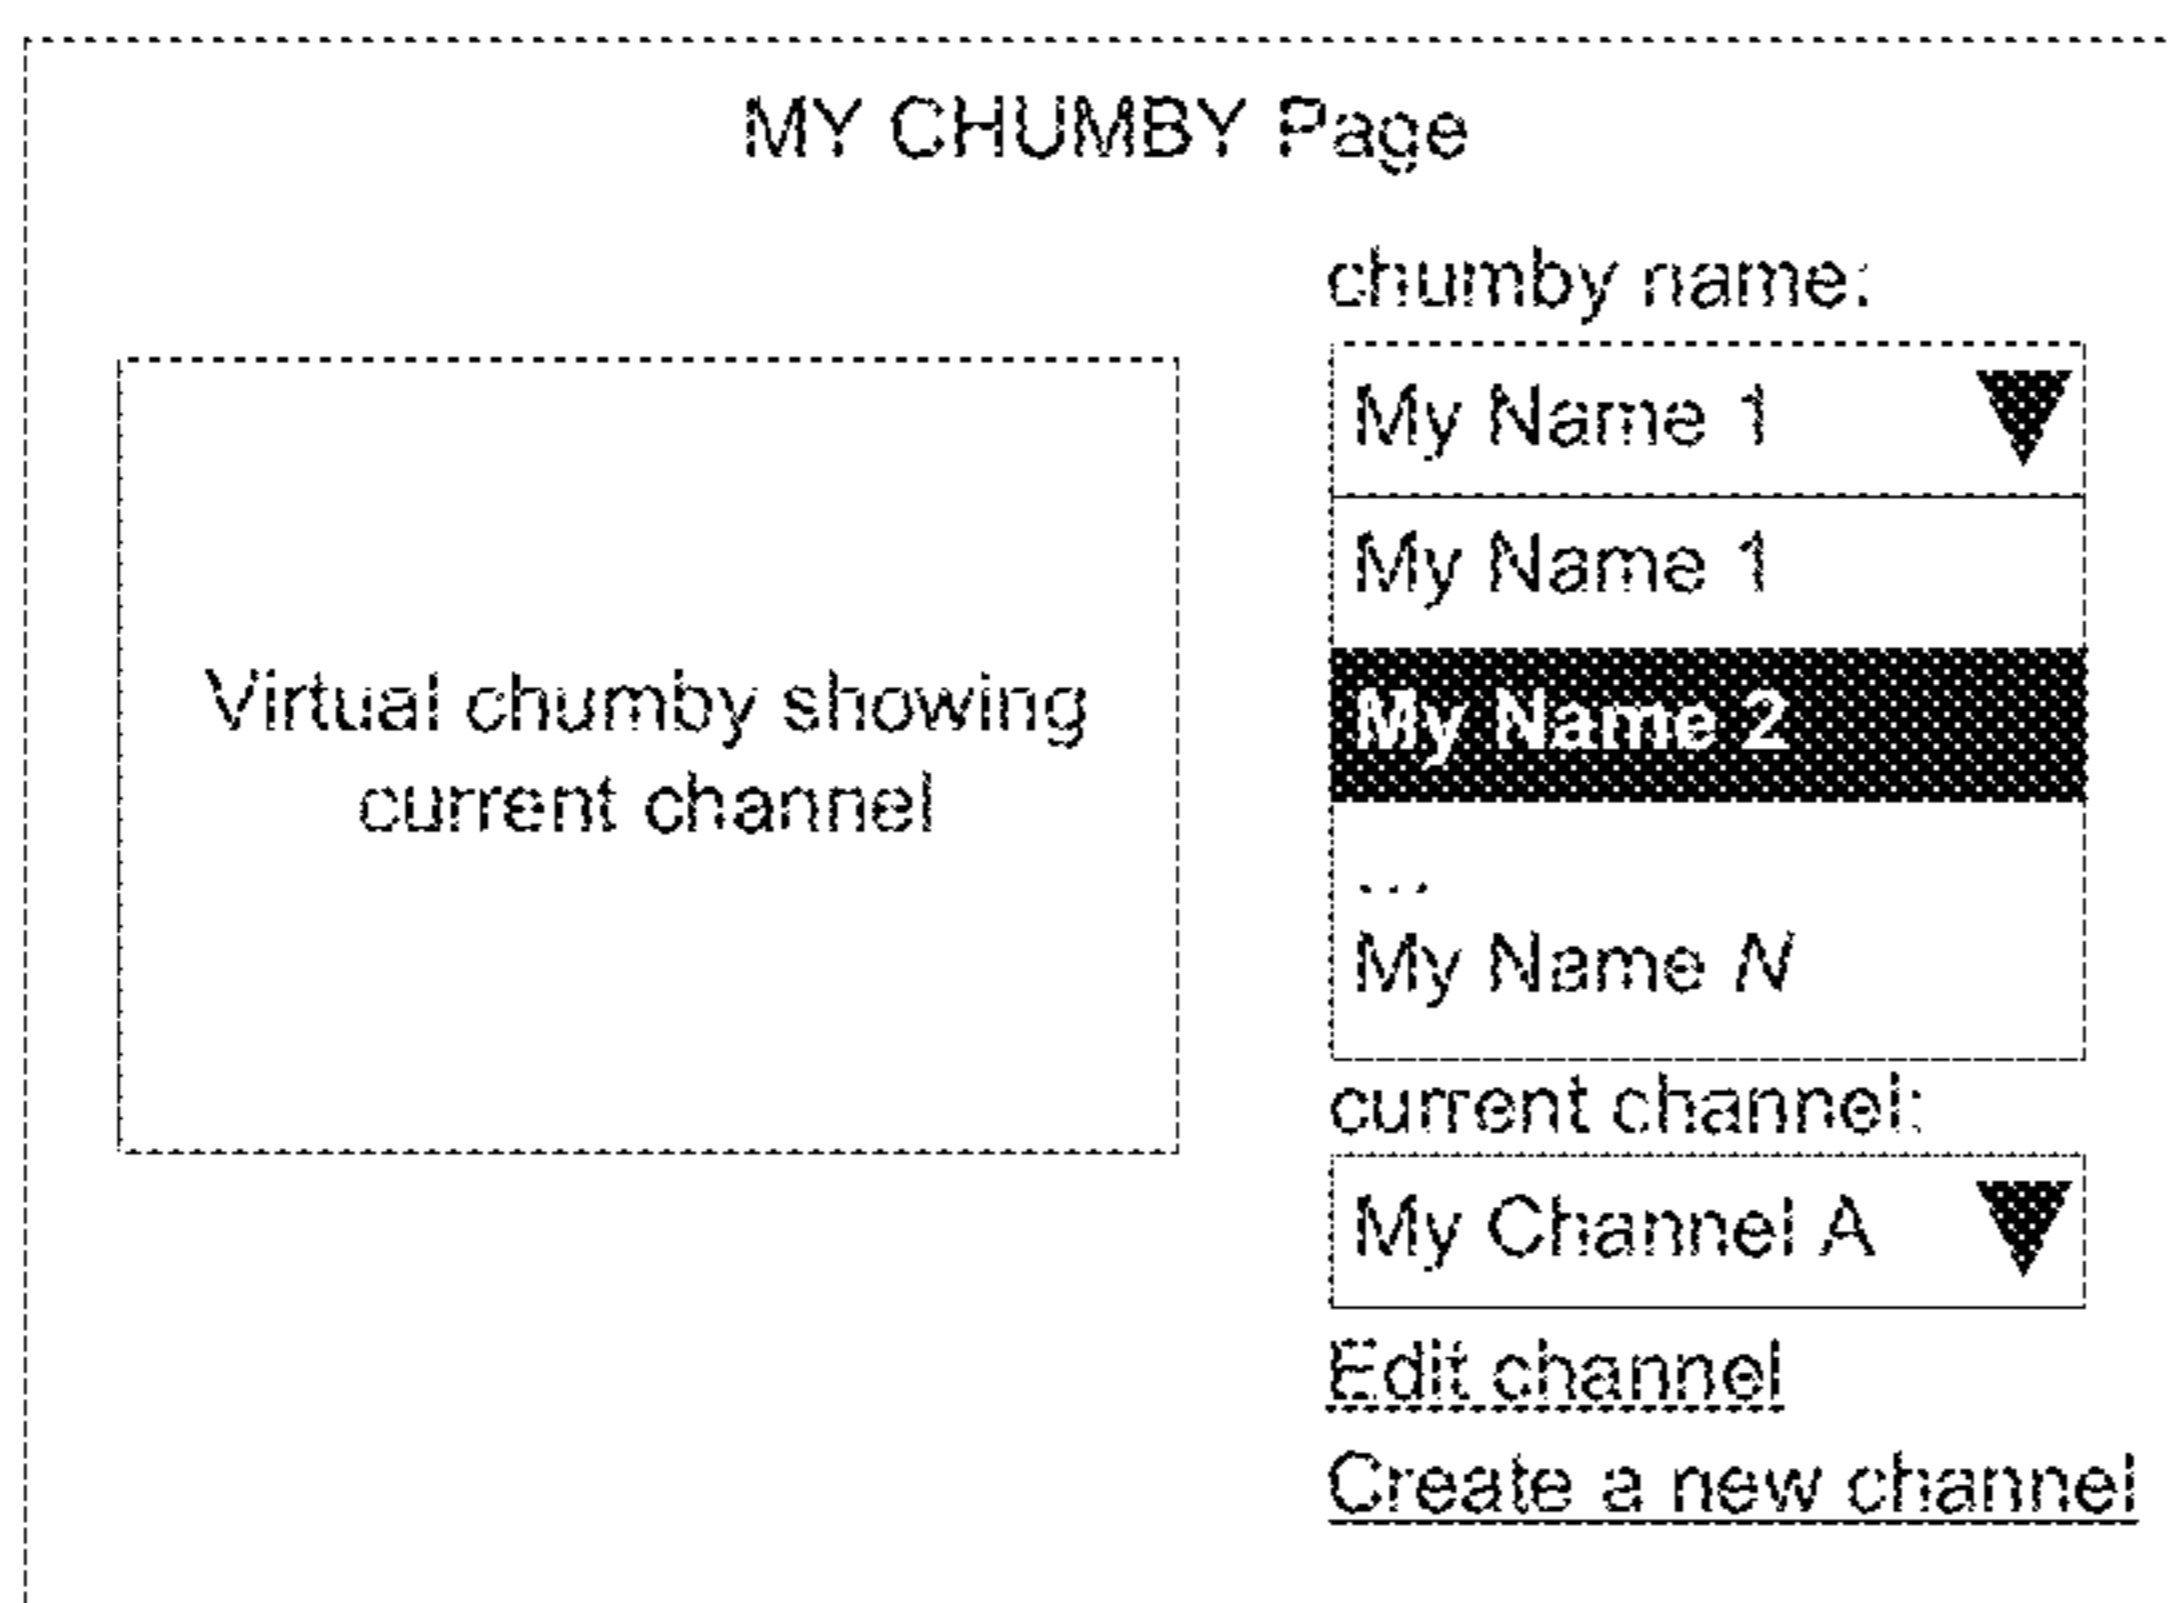 MY CHUMBY Page
chumby name:
My Name 1
My Name 1
My Name 2
...
My Name N
Virtual chumby showing
current channel
current channel:
My Channel A
Edit channel
Create a new channel